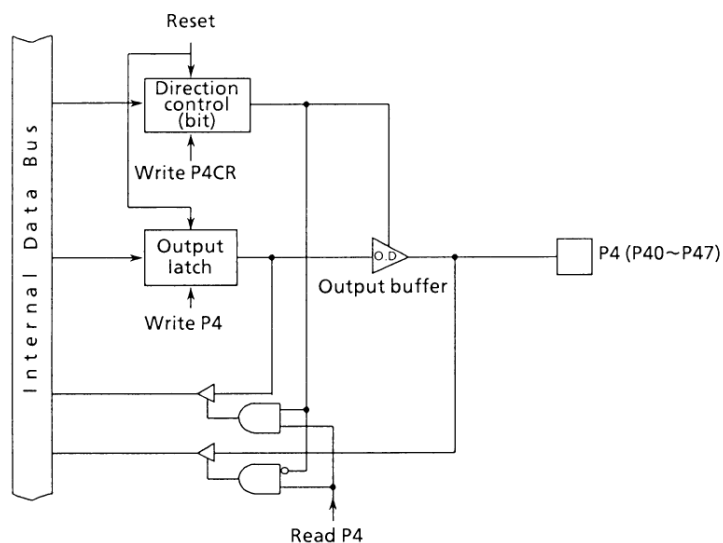 Reset
Direction
control
(bit)
Write P4CR
Internal Data Bus
Output
latch
Write P4
O.D
Output buffer
P4 (P40~P47)
Read P4